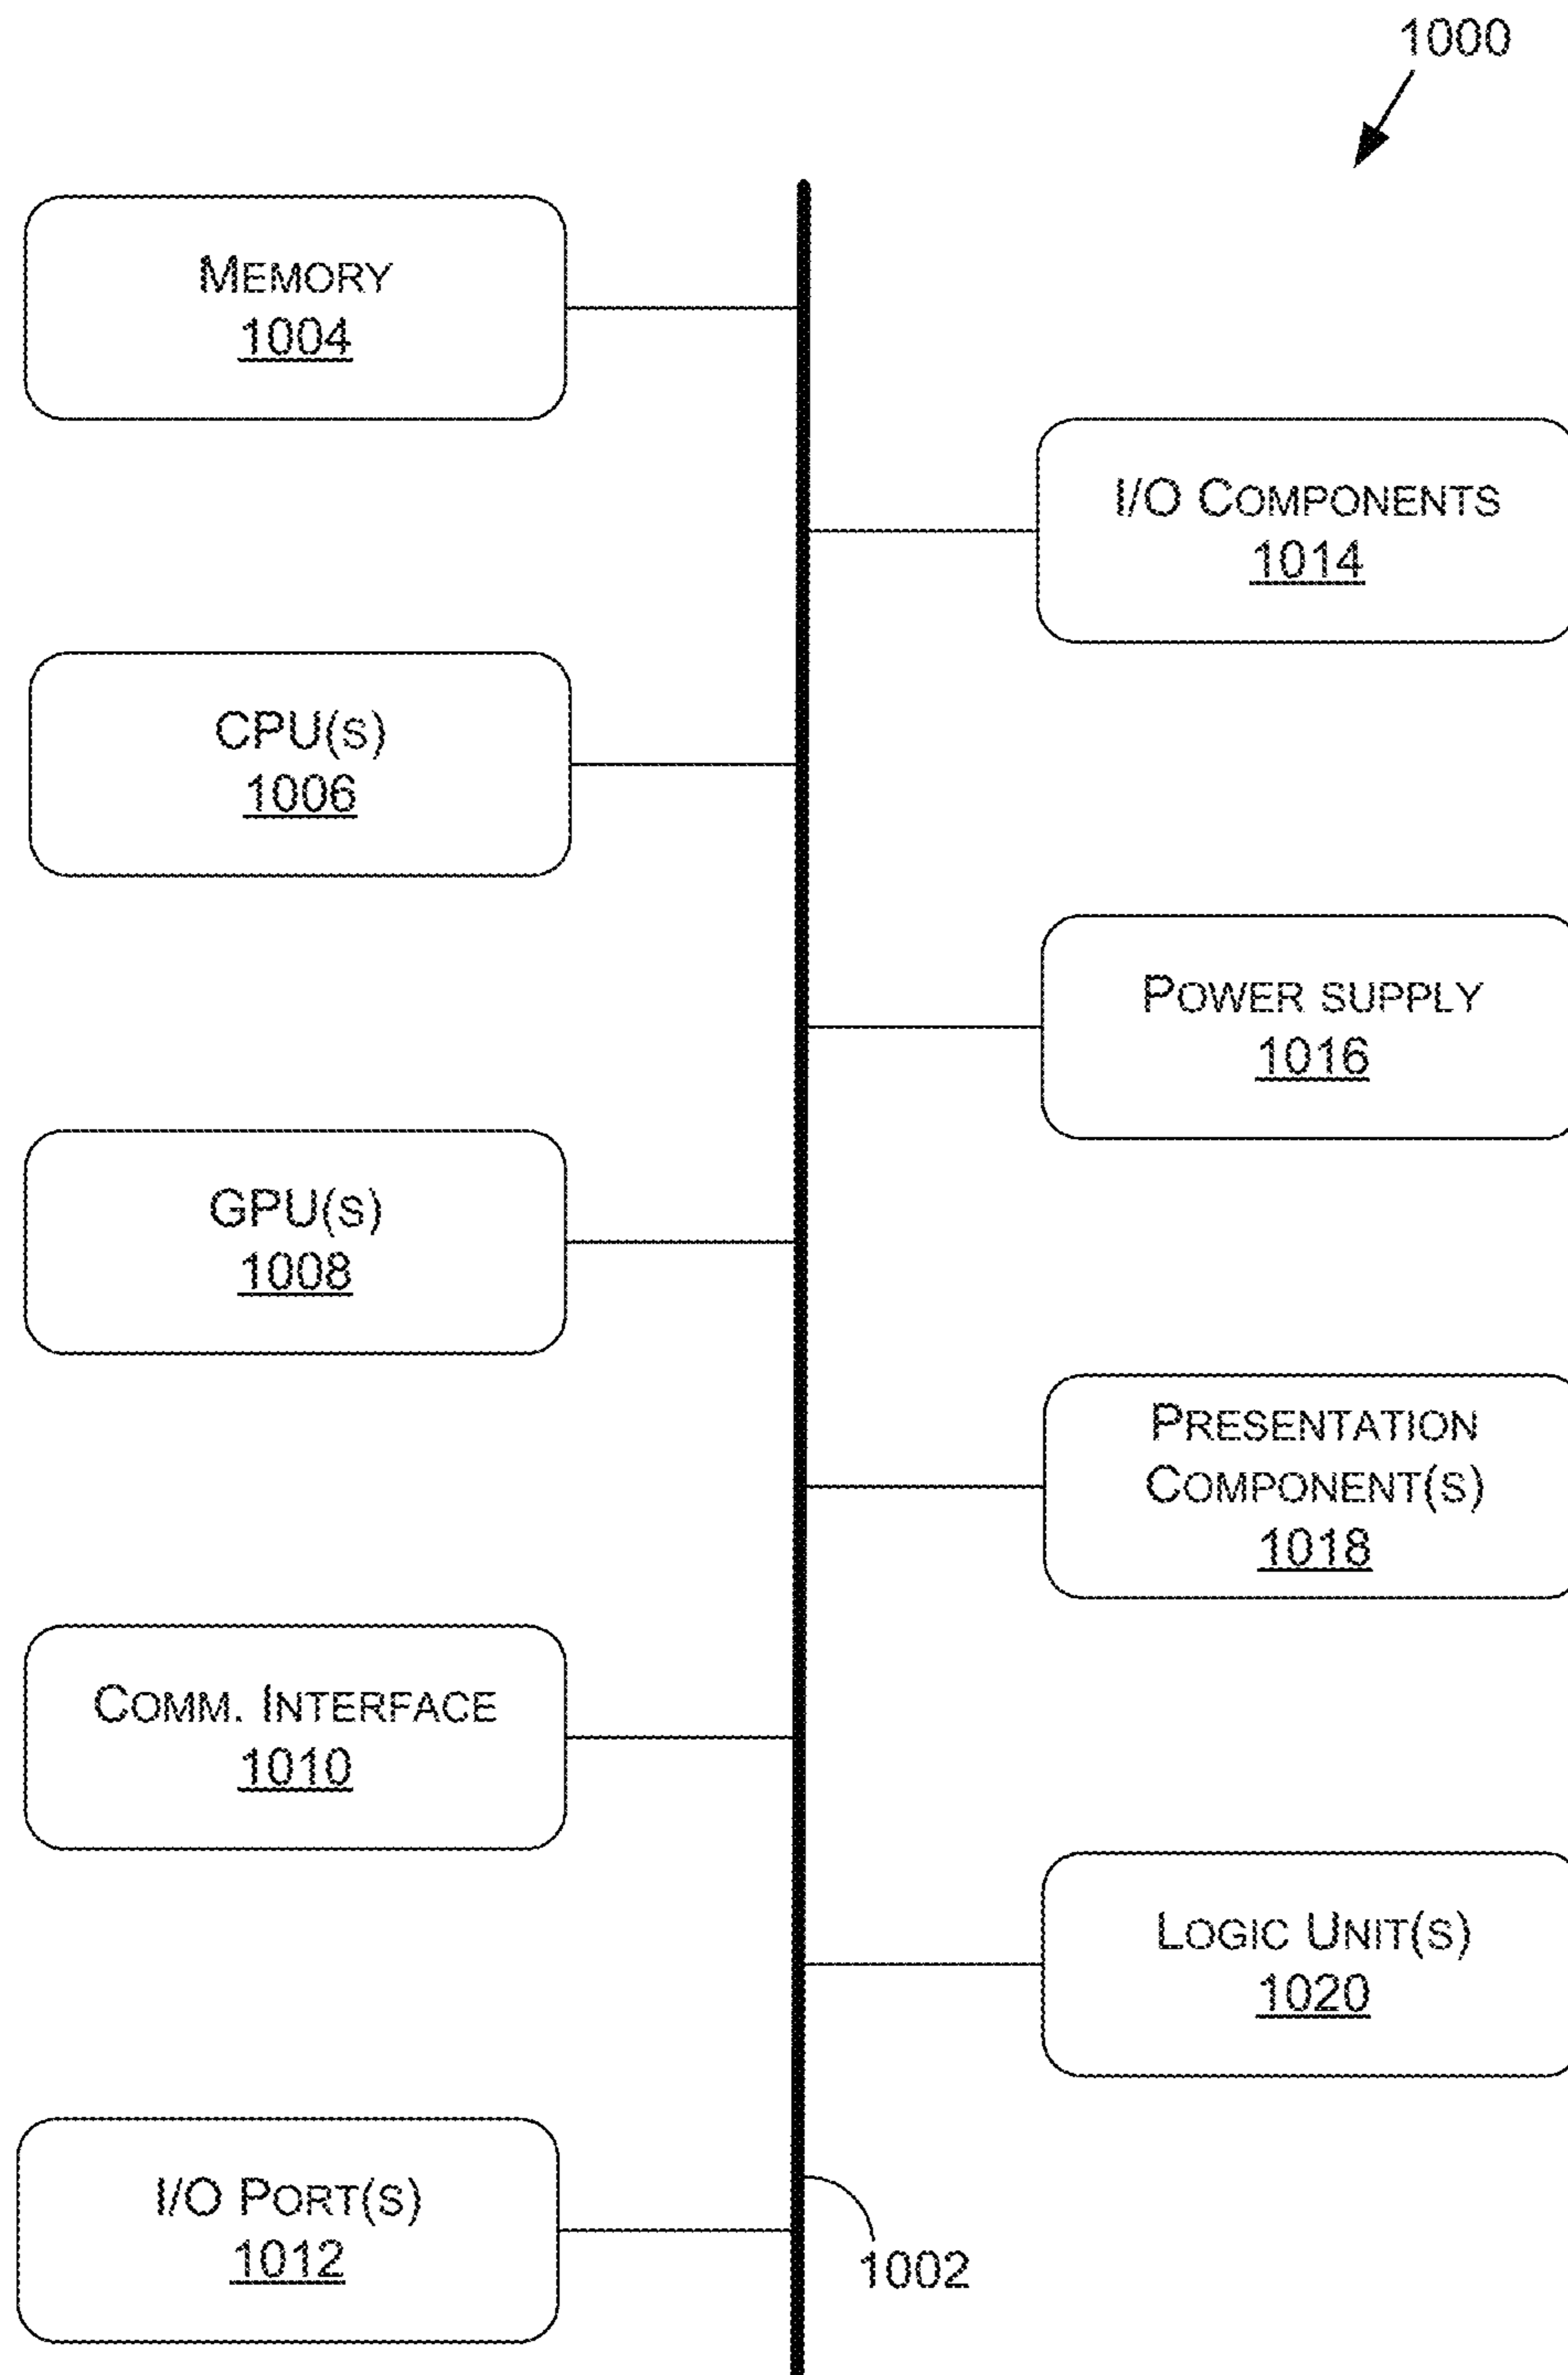 1000
MEMORY
1004
I/O COMPONENTS
1014
CPU(S)
1006
POWER SUPPLY
1016
GPU(S)
1008
PRESENTATION
COMPONENT(S)
1018
COMM. INTERFACE
1010
LOGIC UNIT(S)
1020
I/O PORT(S)
1012
1002